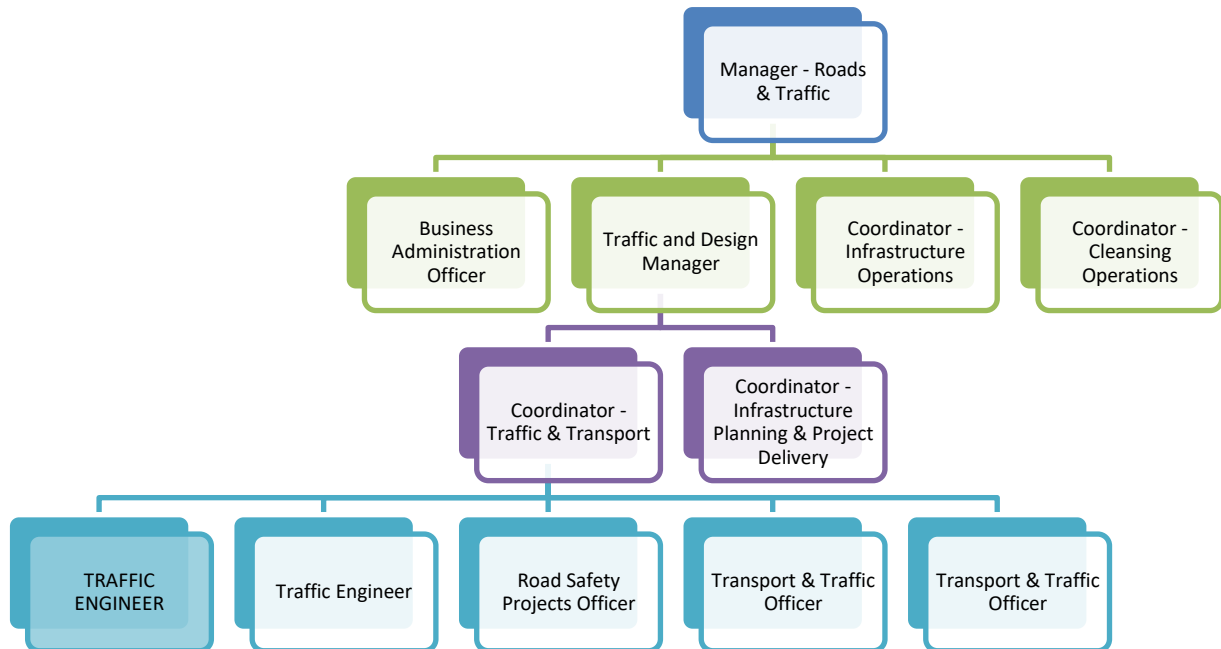 Manager - Roads
& Traffic
Business
Administration
Officer
Traffic and Design
Manager
Coordinator -
Infrastructure
Operations
Coordinator -
Cleansing
Operations
Coordinator -
Traffic & Transport
Coordinator -
Infrastructure
Planning & Project
Delivery
TRAFFIC
ENGINEER
Traffic Engineer
Road Safety
Projects Officer
Transport & Traffic
Officer
Transport & Traffic
Officer